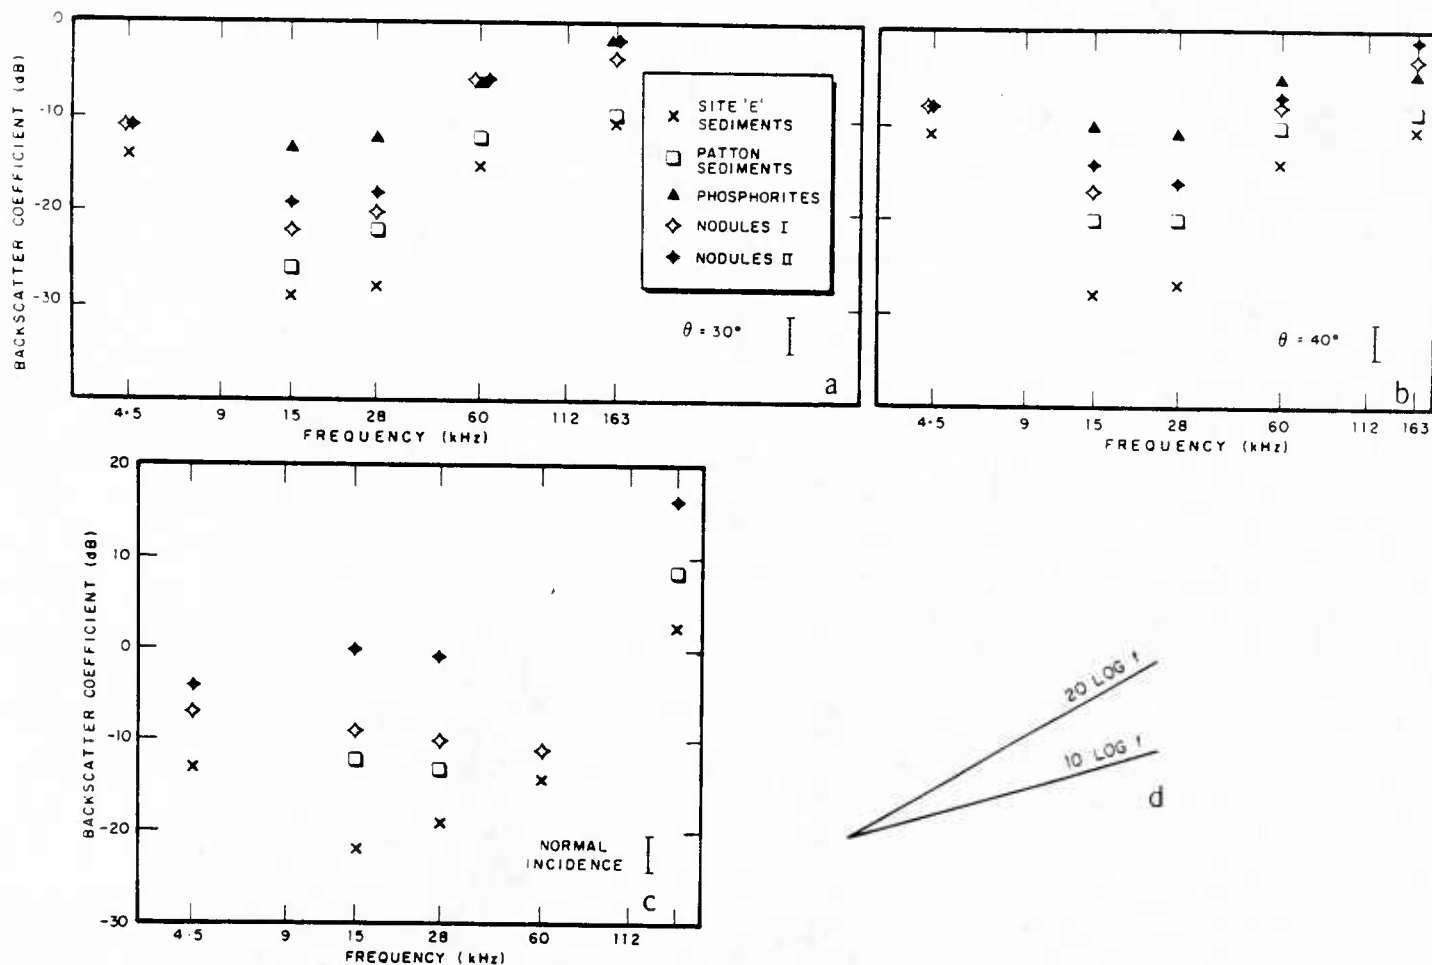 BACKSCATTER COEFFICIENT (dB)
0
-10
-20
-30
SITE 'E'
SEDIMENTS
PATTON
SEDIMENTS
PHOSPHORITES
NODULES I
NODULES II
θ = 30°
a
4·5 9 15 28 60 112 163
FREQUENCY (kHz)
θ = 40°
b
4·5 9 15 28 60 112 163
FREQUENCY (kHz)
BACKSCATTER COEFFICIENT (dB)
20
10
0
-10
-20
-30
NORMAL
INCIDENCE
c
4·5 9 15 28 60 112
FREQUENCY (kHz)
20 LOG f
10 LOG f
d